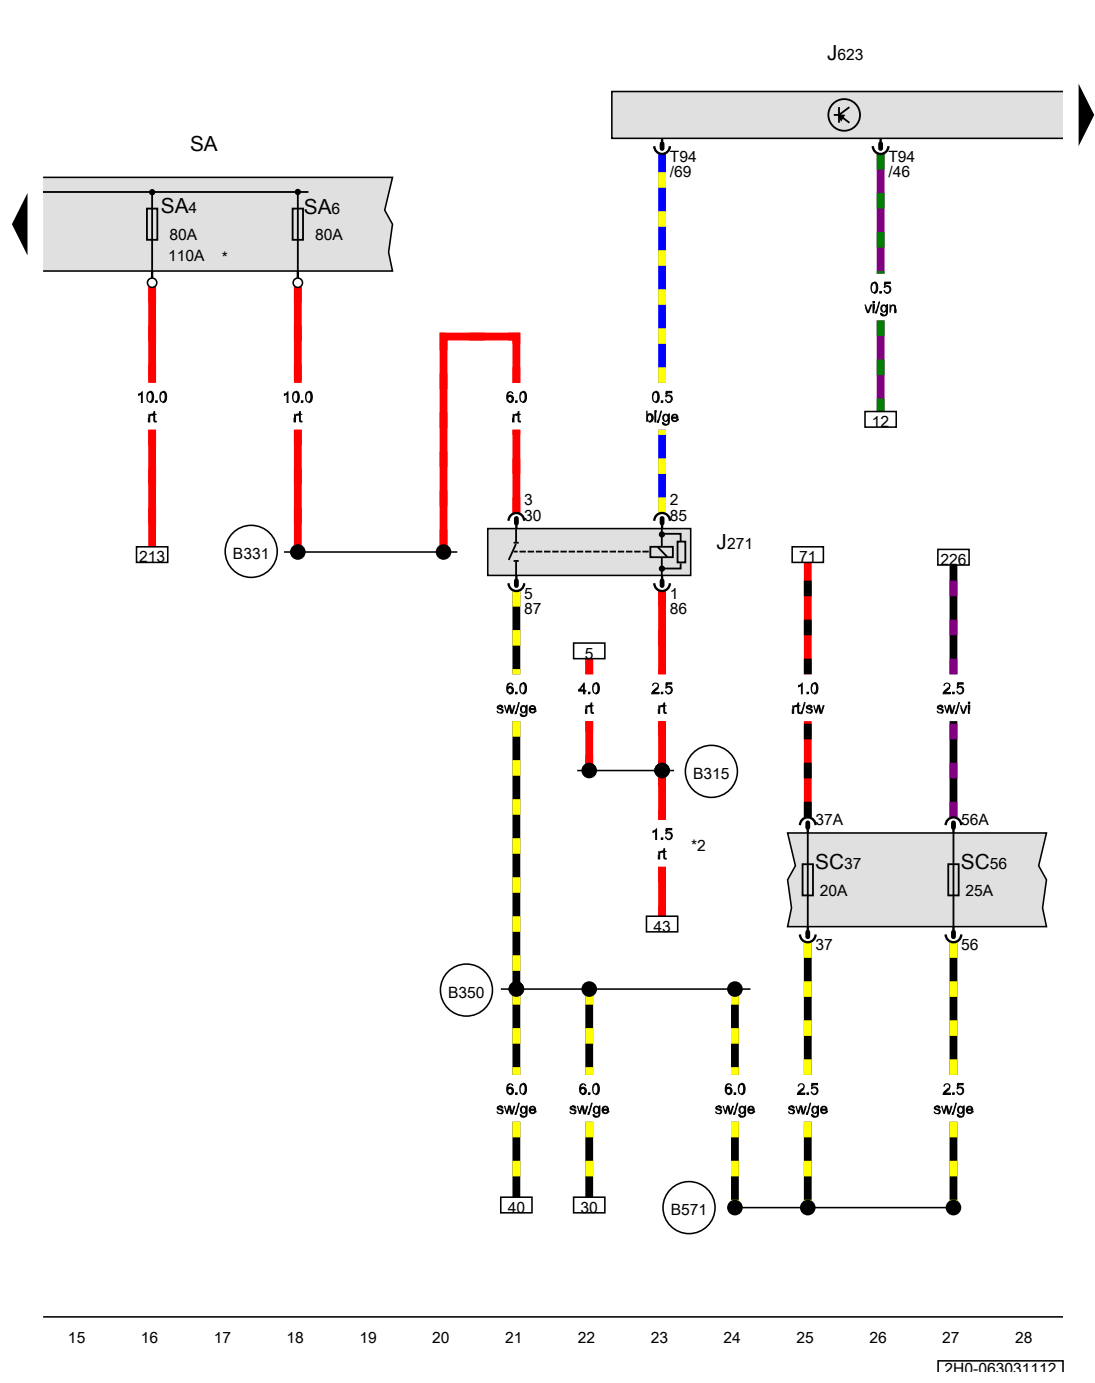 J623
SA
T94
/69
T94
/46
SA4
80A
110A *
SA6
80A
0.5
vi/gn
10.0
rt
10.0
rt
6.0
rt
0.5
bl/ge
12
3
30
2
85
J271
213
B331
71
226
5
87
1
86
5
6.0
sw/ge
4.0
rt
2.5
rt
1.0
rt/sw
2.5
sw/vi
B315
37A
56A
1.5
rt *2
SC37
20A
SC56
25A
43
37
56
B350
6.0
sw/ge
6.0
sw/ge
6.0
sw/ge
2.5
sw/ge
2.5
sw/ge
40
30
B571
15 16 17 18 19 20 21 22 23 24 25 26 27 28
2H0-063031112